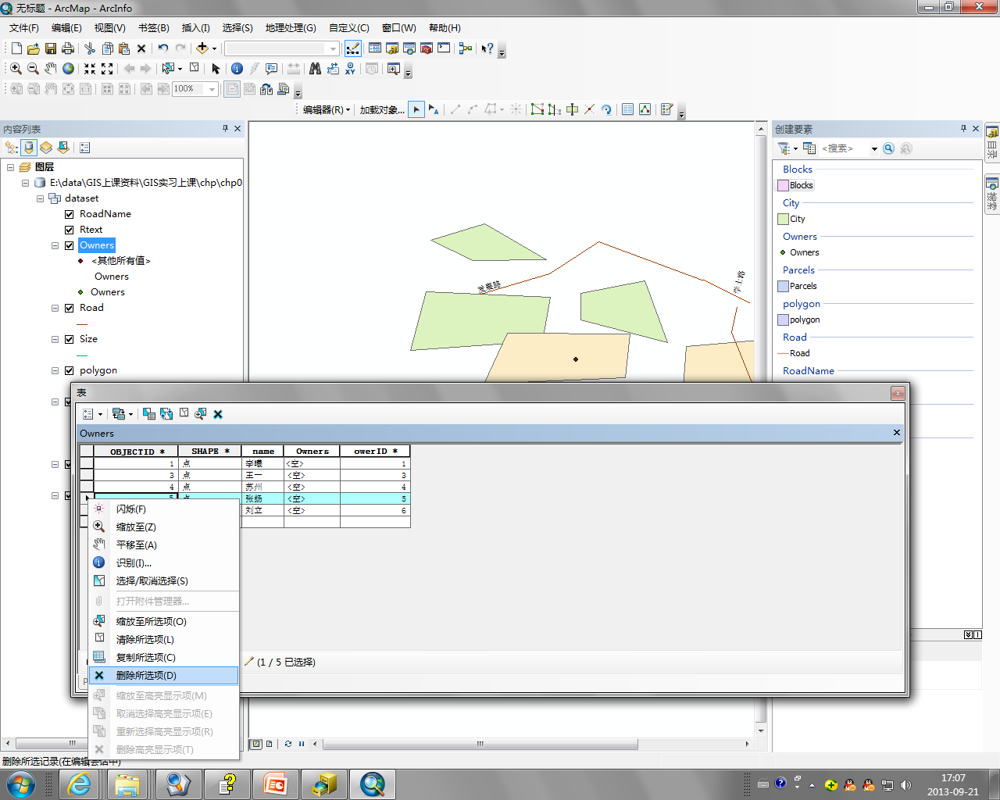 无标题 - ArcMap - ArcInfo
文件(F) 编辑(E) 视图(V) 书签(B) 插入(I) 选择(S) 地理处理(G) 自定义(C) 窗口(W) 帮助(H)
100%
编辑器(R) 加载对象...
内容列表
图层
E:\data\GIS上课资料\GIS实习上课\chp\chp0
dataset
RoadName
Rtext
Owners
<其他所有值>
Owners
Owners
Road
Size
polygon
发展路
学士路
创建要素
<搜索>
Blocks
Blocks
City
City
Owners
Owners
Parcels
Parcels
polygon
polygon
Road
Road
RoadName
目录
搜索
表
Owners
OBJECTID * SHAPE * name Owners owerID *
1 点 李曦 <空> 1
3 点 王一 <空> 3
4 点 苏州 <空> 4
5 点 张扬 <空> 5
刘立 <空> 6
闪烁(F)
缩放至(Z)
平移至(A)
识别(I)...
选择/取消选择(S)
打开附件管理器...
缩放至所选项(O)
清除所选项(L)
复制所选项(C)
删除所选项(D)
缩放至高亮显示项(M)
取消选择高亮显示项(E)
重新选择高亮显示项(R)
删除高亮显示项(T)
(1 / 5 已选择)
删除所选记录(在编辑会话中)
17:07
2013-09-21